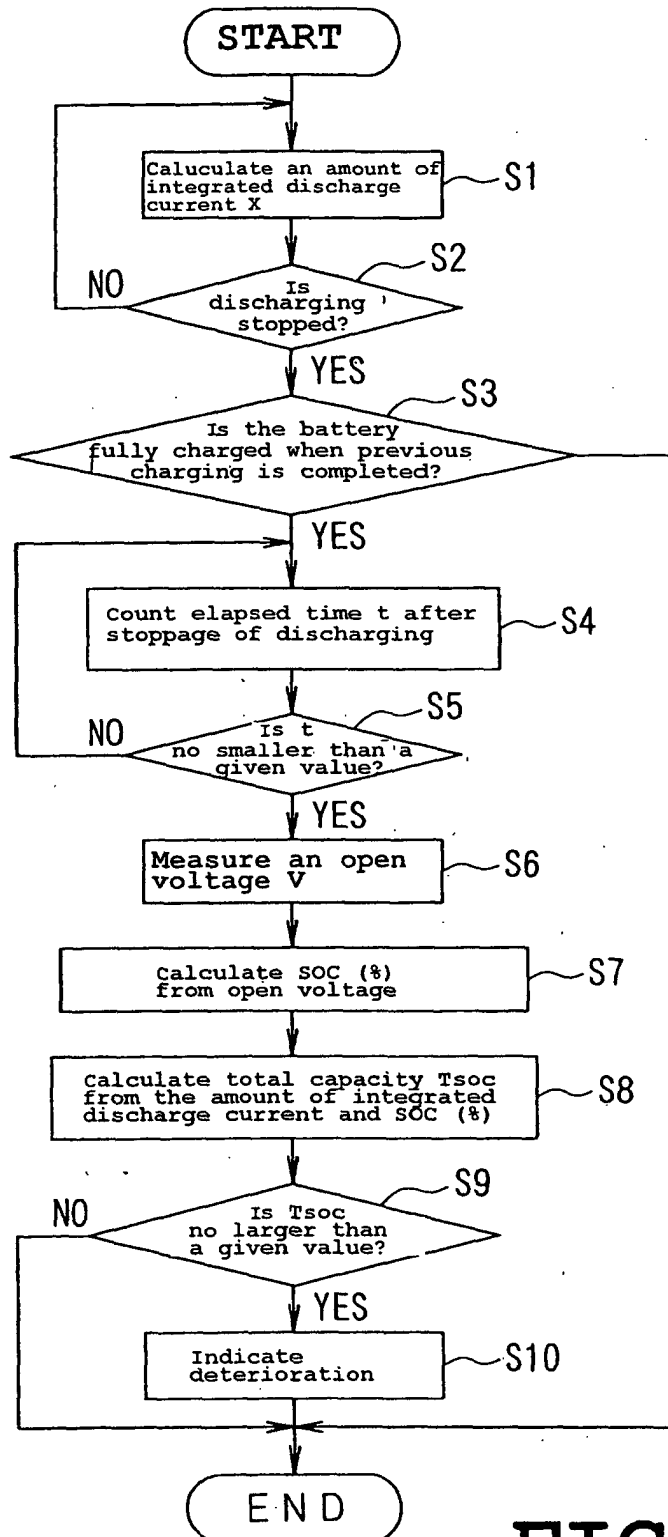 START
Caluculate an amount of
integrated discharge
current X
S1
S2
NO
Is
discharging
stopped?
YES
S3
Is the battery
fully charged when previous
charging is completed?
YES
Count elapsed time t after
stoppage of discharging
S4
S5
NO
Is t
no smaller than a
given value?
YES
Measure an open
voltage V
S6
Calculate SOC (%)
from open voltage
S7
Calculate total capacity Tsoc
from the amount of integrated
discharge current and SOC (%)
S8
S9
NO
Is Tsoc
no larger than
a given value?
YES
Indicate
deterioration
S10
END